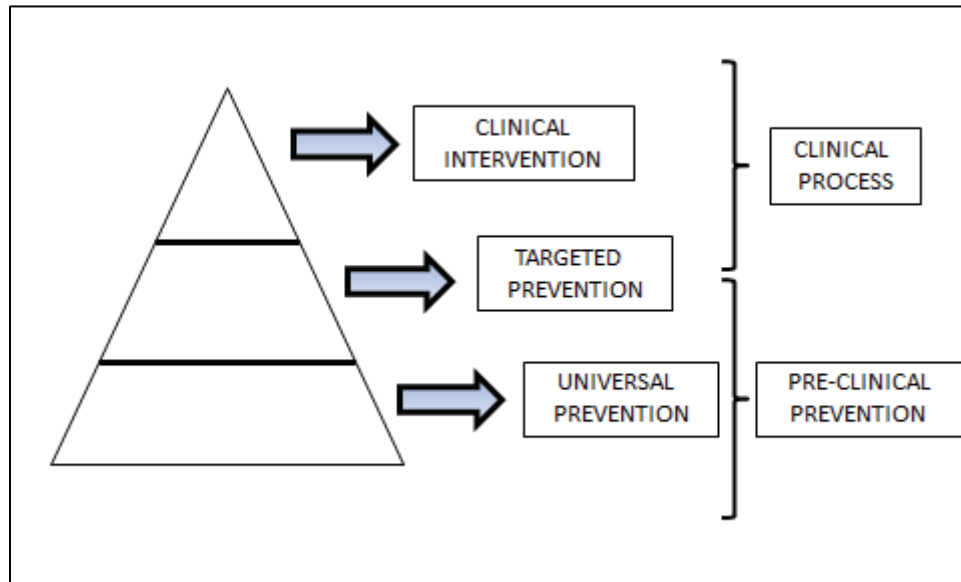 CLINICAL
INTERVENTION
CLINICAL
PROCESS
TARGETED
PREVENTION
UNIVERSAL
PREVENTION
PRE-CLINICAL
PREVENTION